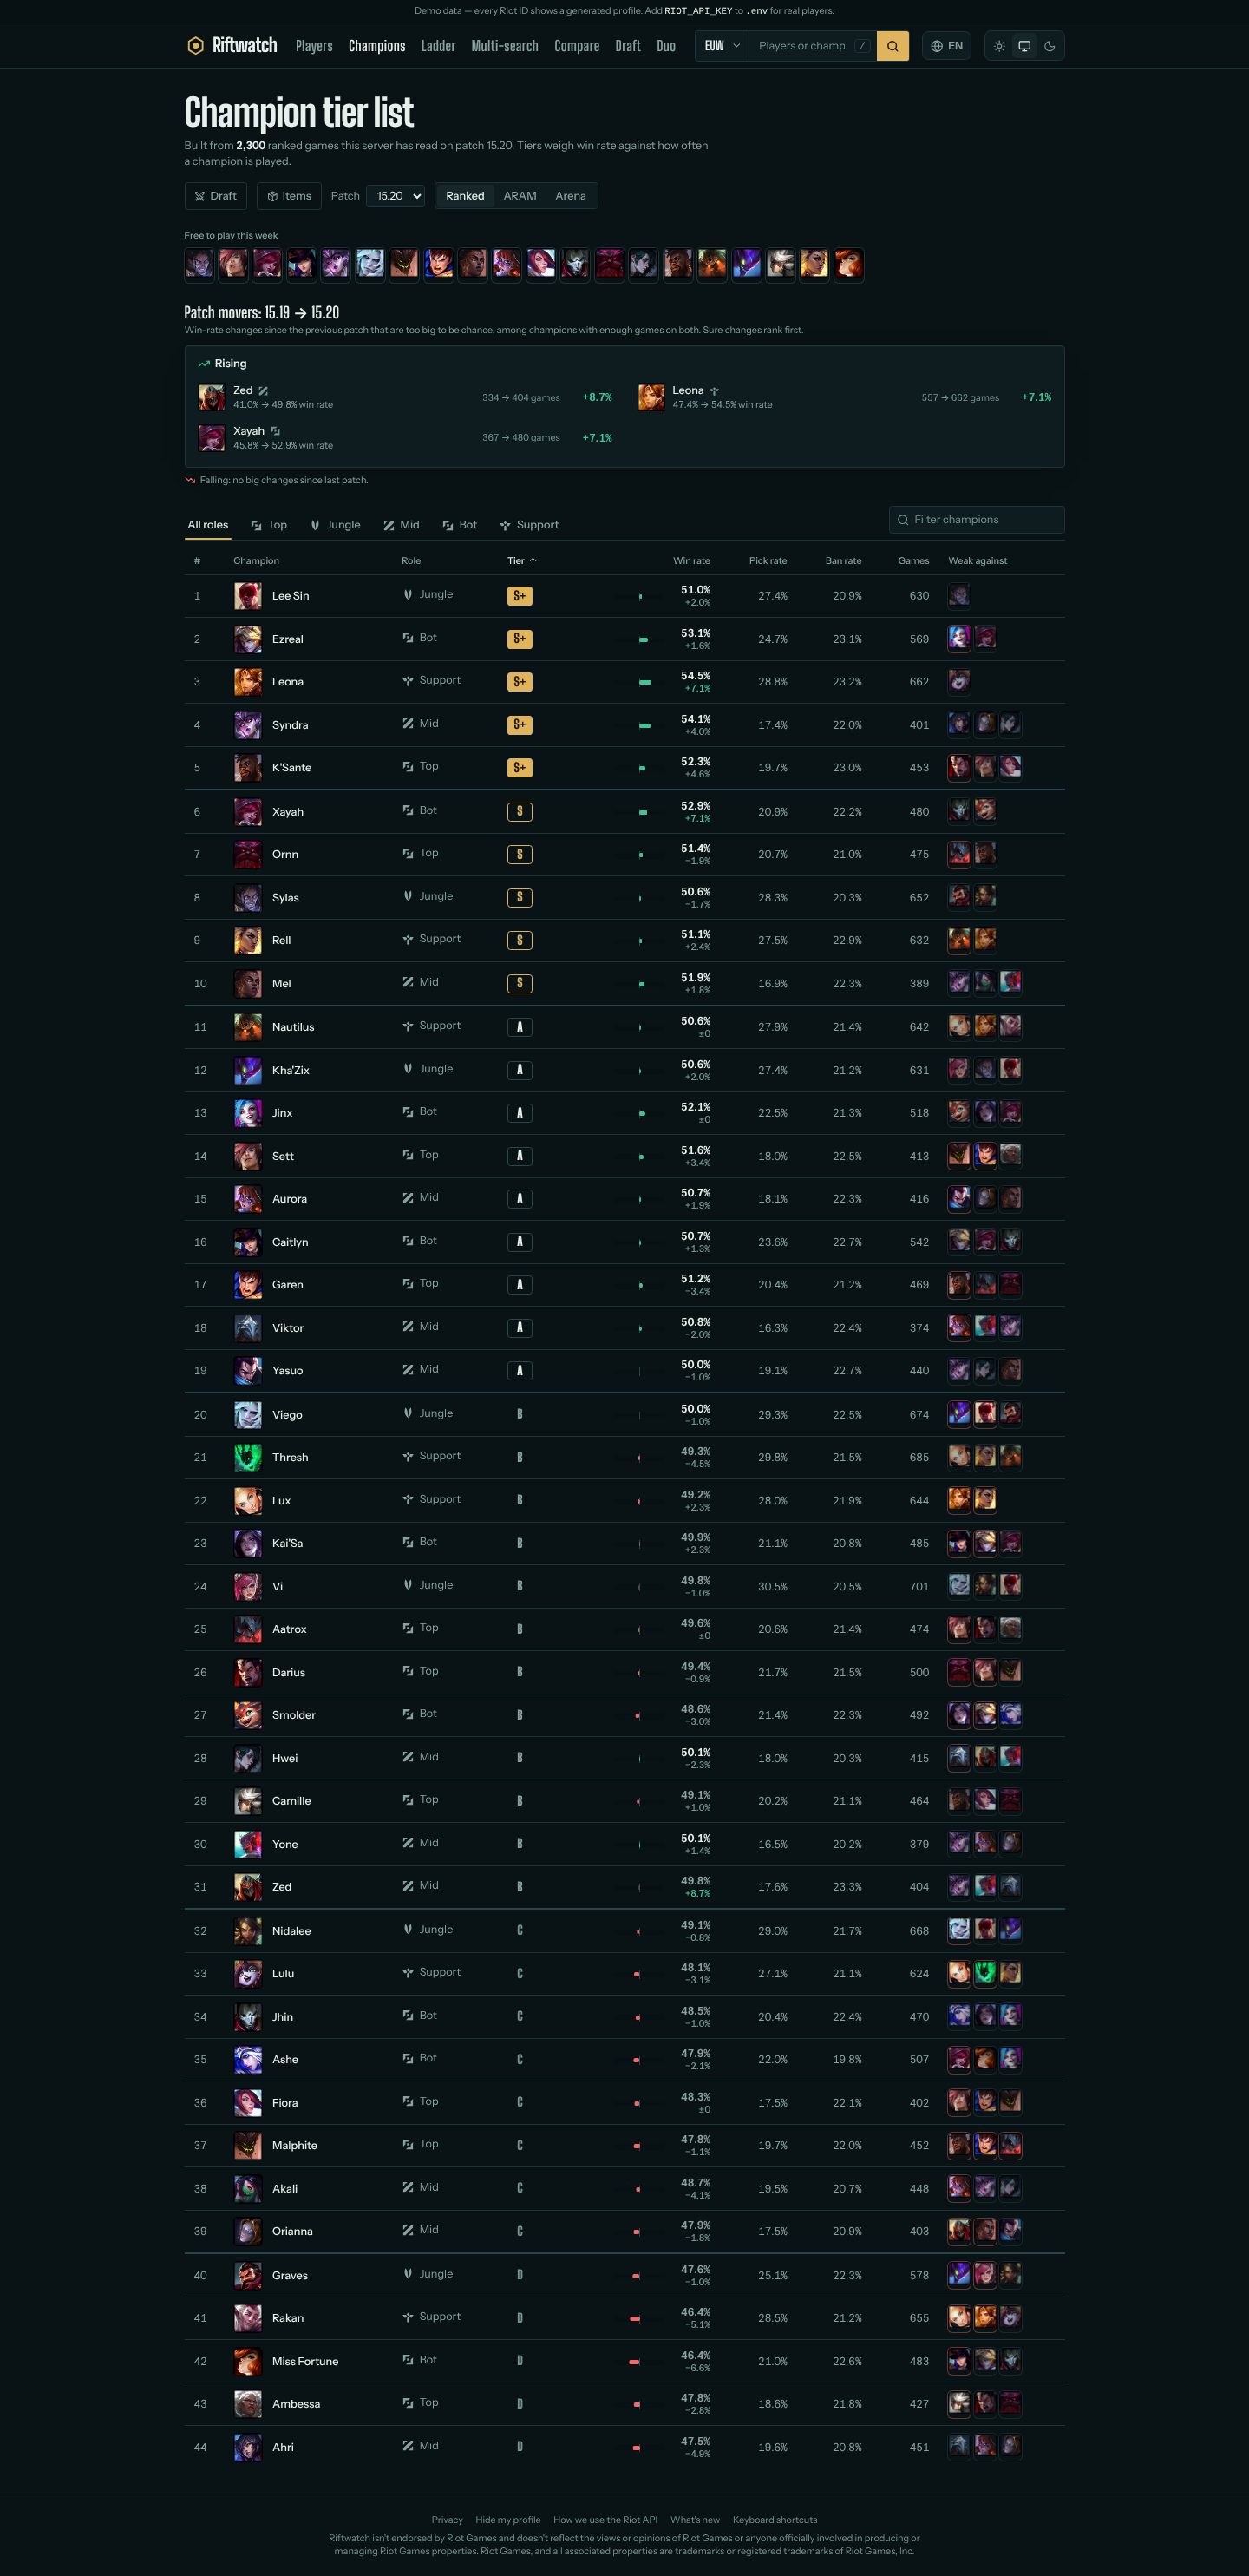 Demo data — every Riot ID shows a generated profile. Add RIOT_API_KEY to .env for real players.
Riftwatch Players Champions Ladder Multi-search Compare Draft Duo EUW Players or champ / EN
Champion tier list
Built from 2,300 ranked games this server has read on patch 15.20. Tiers weigh win rate against how often
a champion is played.
Draft Items Patch 15.20 Ranked ARAM Arena
Free to play this week
Patch movers: 15.19 → 15.20
Win-rate changes since the previous patch that are too big to be chance, among champions with enough games on both. Sure changes rank first.
Rising
Zed
41.0% → 49.8% win rate
334 → 404 games +8.7%
Leona
47.4% → 54.5% win rate
557 → 662 games +7.1%
Xayah
45.8% → 52.9% win rate
367 → 480 games +7.1%
Falling: no big changes since last patch.
All roles Top Jungle Mid Bot Support Filter champions
# Champion Role Tier ↑ Win rate Pick rate Ban rate Games Weak against
1 Lee Sin Jungle S+ 51.0% +2.0% 27.4% 20.9% 630
2 Ezreal Bot S+ 53.1% +1.6% 24.7% 23.1% 569
3 Leona Support S+ 54.5% +7.1% 28.8% 23.2% 662
4 Syndra Mid S+ 54.1% +4.0% 17.4% 22.0% 401
5 K'Sante Top S+ 52.3% +4.6% 19.7% 23.0% 453
6 Xayah Bot S 52.9% +7.1% 20.9% 22.2% 480
7 Ornn Top S 51.4% −1.9% 20.7% 21.0% 475
8 Sylas Jungle S 50.6% −1.7% 28.3% 20.3% 652
9 Rell Support S 51.1% +2.4% 27.5% 22.9% 632
10 Mel Mid S 51.9% +1.8% 16.9% 22.3% 389
11 Nautilus Support A 50.6% ±0 27.9% 21.4% 642
12 Kha'Zix Jungle A 50.6% +2.0% 27.4% 21.2% 631
13 Jinx Bot A 52.1% ±0 22.5% 21.3% 518
14 Sett Top A 51.6% +3.4% 18.0% 22.5% 413
15 Aurora Mid A 50.7% +1.9% 18.1% 22.3% 416
16 Caitlyn Bot A 50.7% +1.3% 23.6% 22.7% 542
17 Garen Top A 51.2% −3.4% 20.4% 21.2% 469
18 Viktor Mid A 50.8% −2.0% 16.3% 22.4% 374
19 Yasuo Mid A 50.0% −1.0% 19.1% 22.7% 440
20 Viego Jungle B 50.0% −1.0% 29.3% 22.5% 674
21 Thresh Support B 49.3% −4.5% 29.8% 21.5% 685
22 Lux Support B 49.2% +2.3% 28.0% 21.9% 644
23 Kai'Sa Bot B 49.9% +2.3% 21.1% 20.8% 485
24 Vi Jungle B 49.8% −1.0% 30.5% 20.5% 701
25 Aatrox Top B 49.6% ±0 20.6% 21.4% 474
26 Darius Top B 49.4% −0.9% 21.7% 21.5% 500
27 Smolder Bot B 48.6% −3.0% 21.4% 22.3% 492
28 Hwei Mid B 50.1% −2.3% 18.0% 20.3% 415
29 Camille Top B 49.1% +1.0% 20.2% 21.1% 464
30 Yone Mid B 50.1% +1.4% 16.5% 20.2% 379
31 Zed Mid B 49.8% +8.7% 17.6% 23.3% 404
32 Nidalee Jungle C 49.1% −0.8% 29.0% 21.7% 668
33 Lulu Support C 48.1% −3.1% 27.1% 21.1% 624
34 Jhin Bot C 48.5% −1.0% 20.4% 22.4% 470
35 Ashe Bot C 47.9% −2.1% 22.0% 19.8% 507
36 Fiora Top C 48.3% ±0 17.5% 22.1% 402
37 Malphite Top C 47.8% −1.1% 19.7% 22.0% 452
38 Akali Mid C 48.7% −4.1% 19.5% 20.7% 448
39 Orianna Mid C 47.9% −1.8% 17.5% 20.9% 403
40 Graves Jungle D 47.6% −1.0% 25.1% 22.3% 578
41 Rakan Support D 46.4% −5.1% 28.5% 21.2% 655
42 Miss Fortune Bot D 46.4% −6.6% 21.0% 22.6% 483
43 Ambessa Top D 47.8% −2.8% 18.6% 21.8% 427
44 Ahri Mid D 47.5% −4.9% 19.6% 20.8% 451
Privacy Hide my profile How we use the Riot API What's new Keyboard shortcuts
Riftwatch isn't endorsed by Riot Games and doesn't reflect the views or opinions of Riot Games or anyone officially involved in producing or
managing Riot Games properties. Riot Games, and all associated properties are trademarks or registered trademarks of Riot Games, Inc.